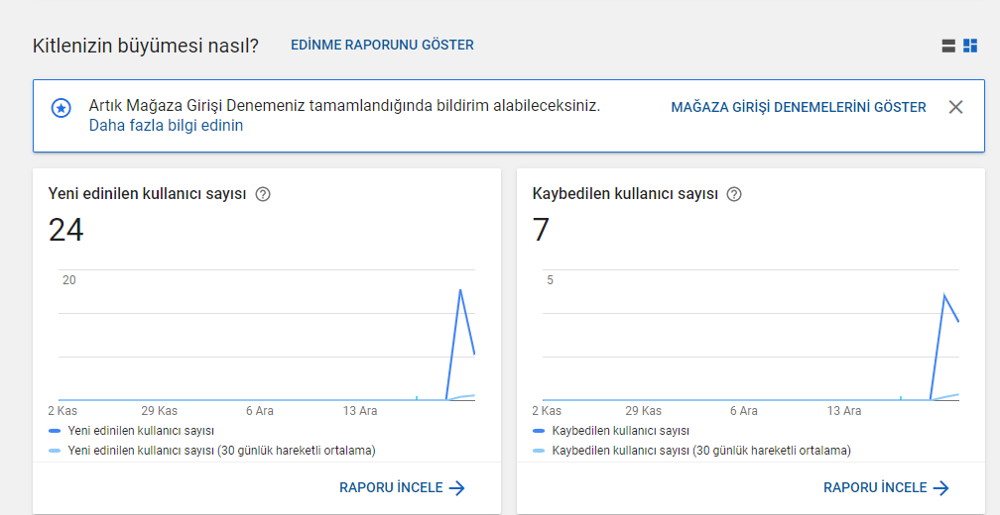 Kitlenizin büyümesi nasıl?
EDİNME RAPORUNU GÖSTER
Artık Mağaza Girişi Denemeniz tamamlandığında bildirim alabileceksiniz.
Daha fazla bilgi edinin
MAĞAZA GİRİŞİ DENEMELERİNİ GÖSTER
Yeni edinilen kullanıcı sayısı
24
20
2 Kas 29 Kas 6 Ara 13 Ara
Yeni edinilen kullanıcı sayısı
Yeni edinilen kullanıcı sayısı (30 günlük hareketli ortalama)
RAPORU İNCELE
Kaybedilen kullanıcı sayısı
7
5
2 Kas 29 Kas 6 Ara 13 Ara
Kaybedilen kullanıcı sayısı
Kaybedilen kullanıcı sayısı (30 günlük hareketli ortalama)
RAPORU İNCELE